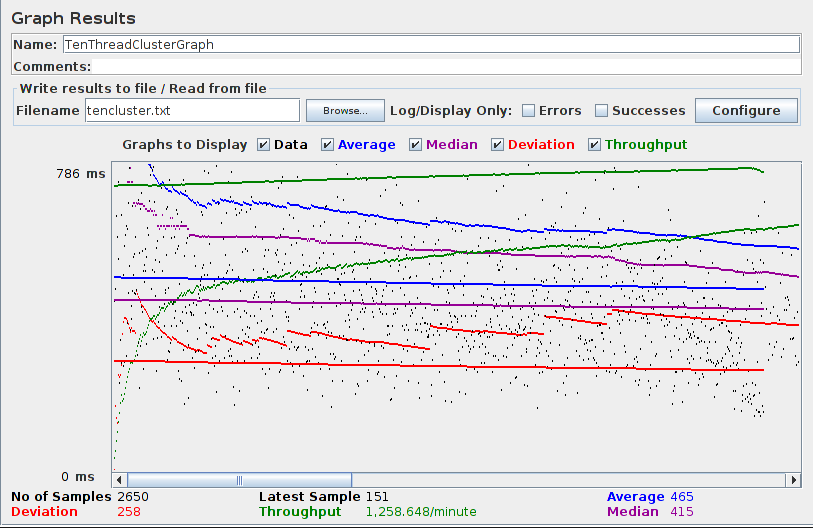 Graph Results
Name: TenThreadClusterGraph
Comments:
Write results to file / Read from file
Filename tencluster.txt Browse... Log/Display Only: Errors Successes Configure
Graphs to Display Data Average Median Deviation Throughput
786 ms
0 ms
No of Samples 2650 Latest Sample 151 Average 465
Deviation 258 Throughput 1,258.648/minute Median 415